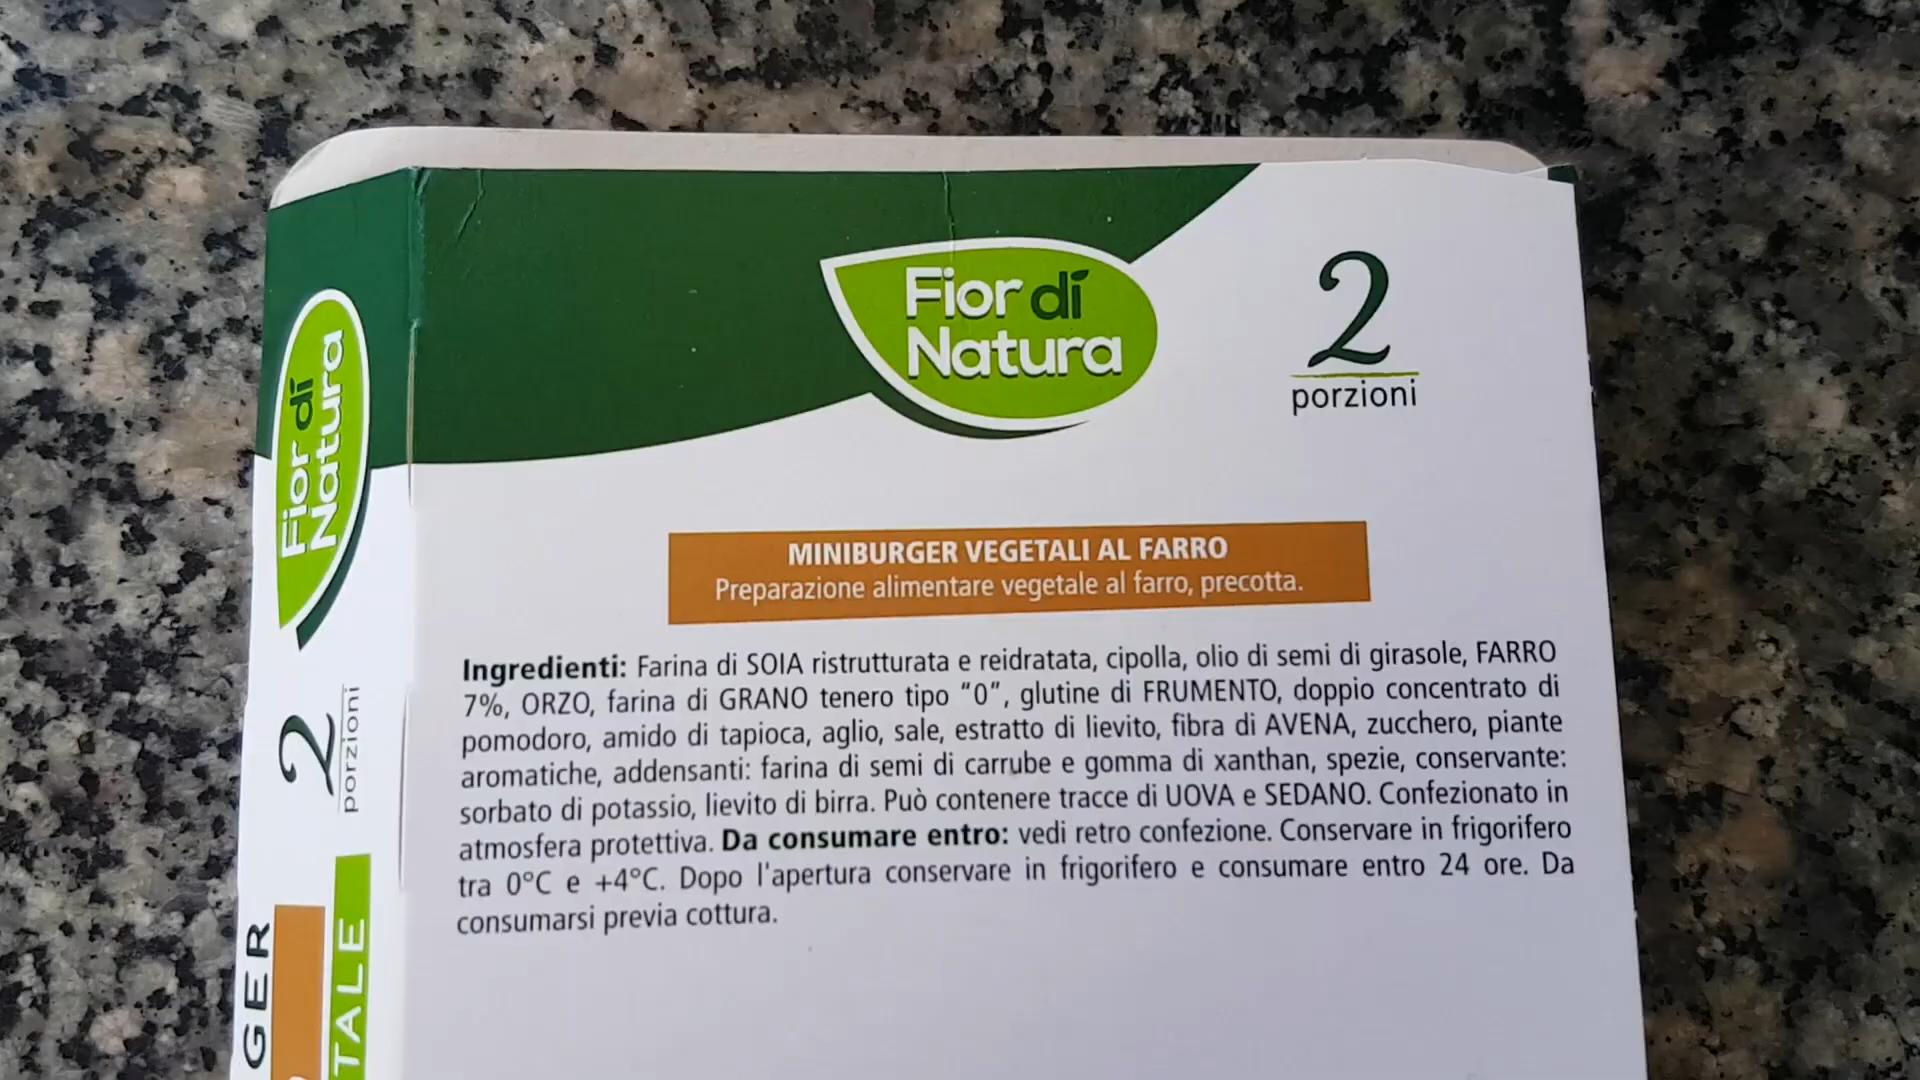 Fior di
Natura
2
porzioni
MINIBURGER VEGETALI AL FARRO
Preparazione alimentare vegetale al farro, precotta.
Ingredienti: Farina di SOIA ristrutturata e reidratata, cipolla, olio di semi di girasole, FARRO
7%, ORZO, farina di GRANO tenero tipo “0”, glutine di FRUMENTO, doppio concentrato di
pomodoro, amido di tapioca, aglio, sale, estratto di lievito, fibra di AVENA, zucchero, piante
aromatiche, addensanti: farina di semi di carrube e gomma di xanthan, spezie, conservante:
sorbato di potassio, lievito di birra. Può contenere tracce di UOVA e SEDANO. Confezionato in
atmosfera protettiva. Da consumare entro: vedi retro confezione. Conservare in frigorifero
tra 0°C e +4°C. Dopo l'apertura conservare in frigorifero e consumare entro 24 ore. Da
consumarsi previa cottura.
Fior di
Natura
2
porzioni
GER
TALE